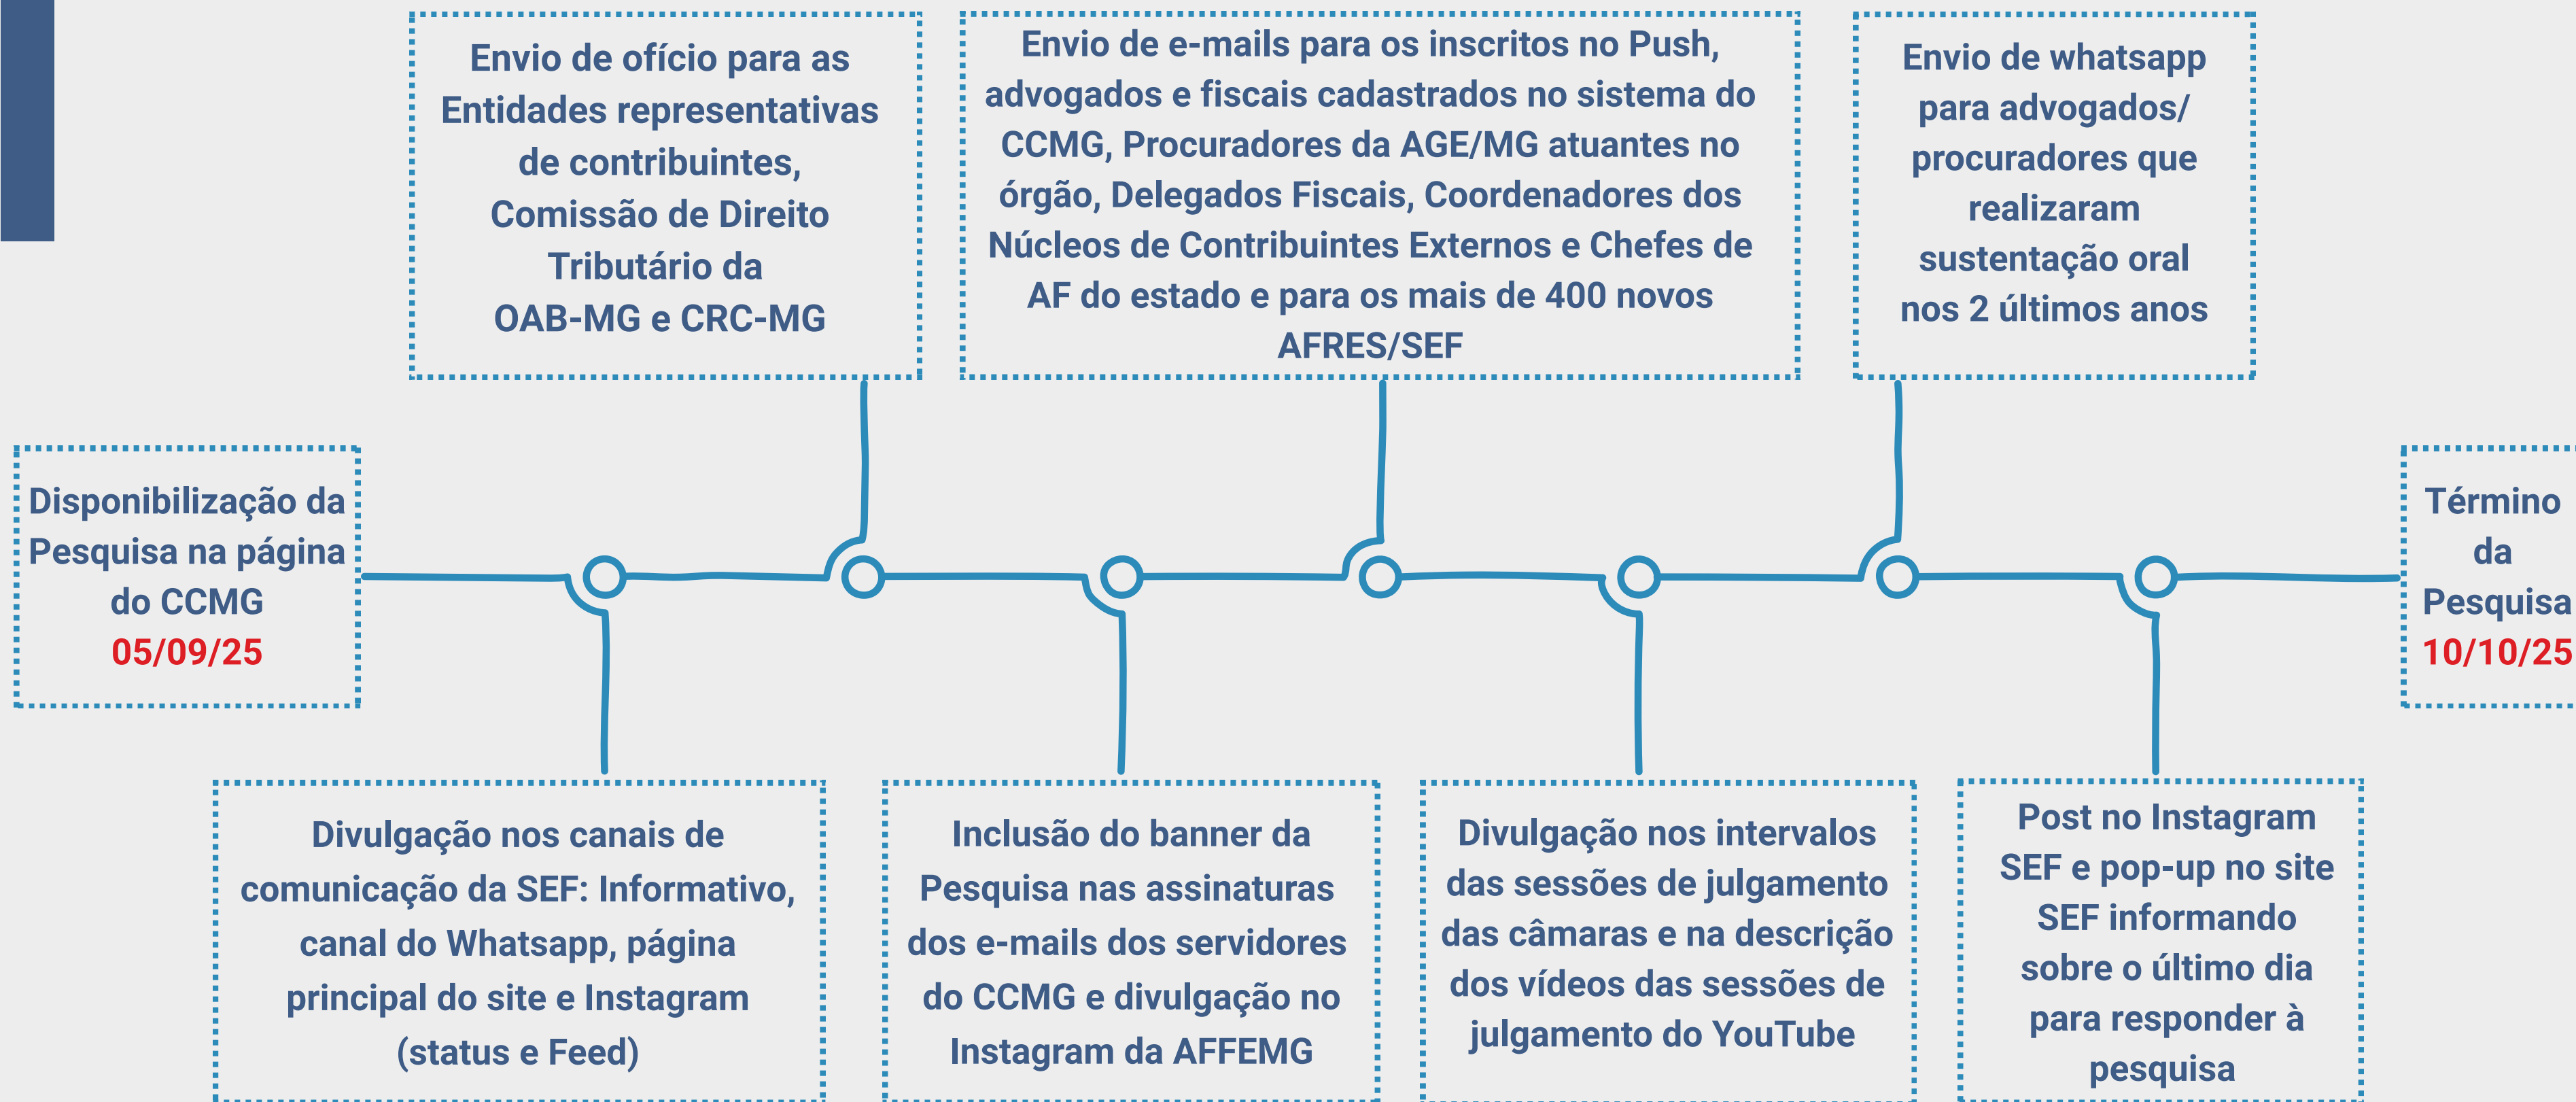 Disponibilização da
Pesquisa na página
do CCMG
05/09/25
Divulgação nos canais de
comunicação da SEF: Informativo,
canal do Whatsapp, página
principal do site e Instagram
(status e Feed)
Envio de ofício para as
Entidades representativas
de contribuintes,
Comissão de Direito
Tributário da
OAB-MG e CRC-MG
Inclusão do banner da
Pesquisa nas assinaturas
dos e-mails dos servidores
do CCMG e divulgação no
Instagram da AFFEMG
Envio de e-mails para os inscritos no Push,
advogados e fiscais cadastrados no sistema do
CCMG, Procuradores da AGE/MG atuantes no
órgão, Delegados Fiscais, Coordenadores dos
Núcleos de Contribuintes Externos e Chefes de
AF do estado e para os mais de 400 novos
AFRES/SEF
Divulgação nos intervalos
das sessões de julgamento
das câmaras e na descrição
dos vídeos das sessões de
julgamento do YouTube
Envio de whatsapp
para advogados/
procuradores que
realizaram
sustentação oral
nos 2 últimos anos
Post no Instagram
SEF e pop-up no site
SEF informando
sobre o último dia
para responder à
pesquisa
Término
da
Pesquisa
10/10/25